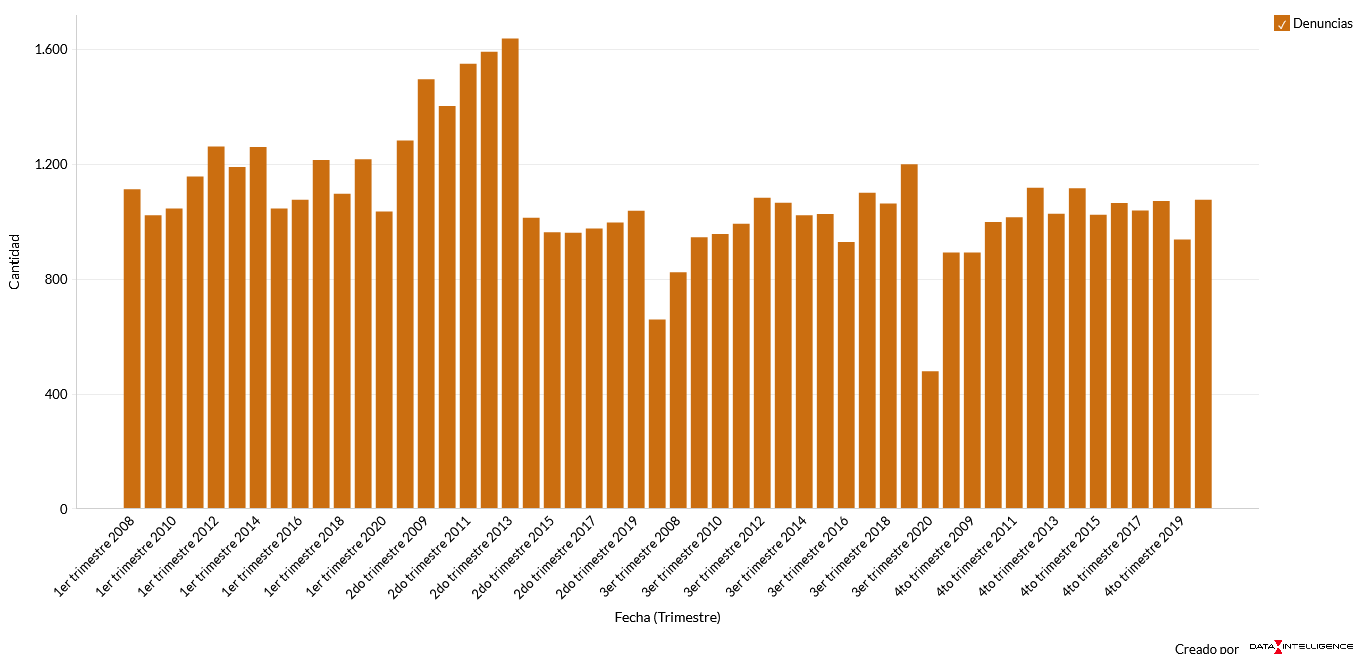 Denuncias
1.600
1.200
800
400
0
Cantidad
1er trimestre 2008
1er trimestre 2010
1er trimestre 2012
1er trimestre 2014
1er trimestre 2016
1er trimestre 2018
1er trimestre 2020
2do trimestre 2009
2do trimestre 2011
2do trimestre 2013
2do trimestre 2015
2do trimestre 2017
2do trimestre 2019
3er trimestre 2008
3er trimestre 2010
3er trimestre 2012
3er trimestre 2014
3er trimestre 2016
3er trimestre 2018
3er trimestre 2020
4to trimestre 2009
4to trimestre 2011
4to trimestre 2013
4to trimestre 2015
4to trimestre 2017
4to trimestre 2019
Fecha (Trimestre)
Creado por DATA INTELLIGENCE